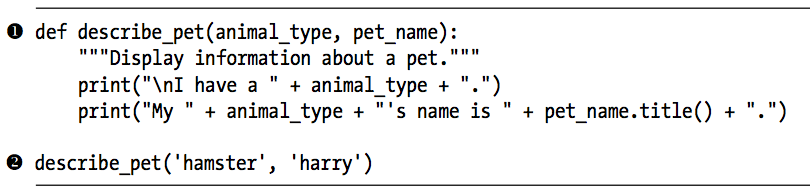 ❶ def describe_pet(animal_type, pet_name):
    """Display information about a pet."""
    print("\nI have a " + animal_type + ".")
    print("My " + animal_type + "'s name is " + pet_name.title() + ".")
❷ describe_pet('hamster', 'harry')